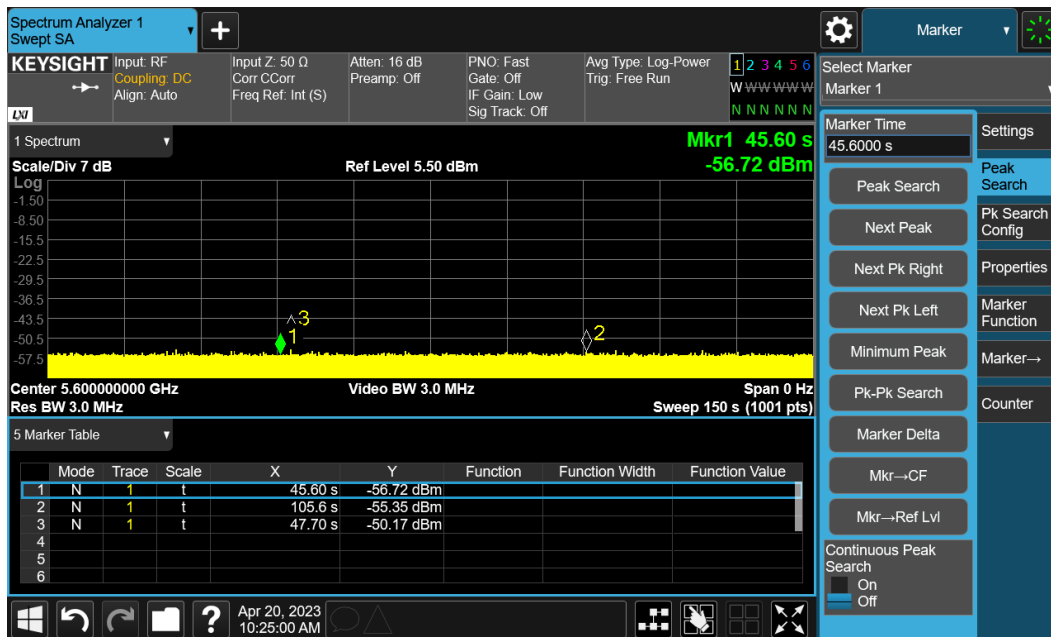 Spectrum Analyzer 1
Swept SA
Marker
KEYSIGHT
LXI
Input: RF
Coupling: DC
Align: Auto
Input Z: 50 Ω
Corr CCorr
Freq Ref: Int (S)
Atten: 16 dB
Preamp: Off
PNO: Fast
Gate: Off
IF Gain: Low
Sig Track: Off
Avg Type: Log-Power
Trig: Free Run
1 2 3 4 5 6
W W W W W W
N N N N N N
Select Marker
Marker 1
1 Spectrum
Mkr1 45.60 s
Scale/Div 7 dB
Ref Level 5.50 dBm
-56.72 dBm
Log
-1.50
-8.50
-15.5
-22.5
-29.5
-36.5
-43.5
-50.5
-57.5
3
1
2
Center 5.600000000 GHz
Video BW 3.0 MHz
Span 0 Hz
Res BW 3.0 MHz
Sweep 150 s (1001 pts)
5 Marker Table
Mode Trace Scale X Y Function Function Width Function Value
1 N 1 t 45.60 s -56.72 dBm
2 N 1 t 105.6 s -55.35 dBm
3 N 1 t 47.70 s -50.17 dBm
4
5
6
Marker Time
45.6000 s
Peak Search
Next Peak
Next Pk Right
Next Pk Left
Minimum Peak
Pk-Pk Search
Marker Delta
Mkr→CF
Mkr→Ref Lvl
Continuous Peak
Search
On
Off
Settings
Peak
Search
Pk Search
Config
Properties
Marker
Function
Marker→
Counter
?
Apr 20, 2023
10:25:00 AM